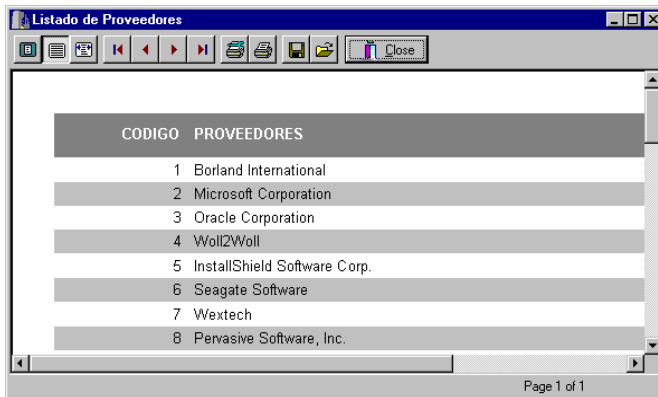 Listado de Proveedores
Close
CODIGO PROVEEDORES
1 Borland International
2 Microsoft Corporation
3 Oracle Corporation
4 Woll2Woll
5 InstallShield Software Corp.
6 Seagate Software
7 Wextech
8 Pervasive Software, Inc.
Page 1 of 1